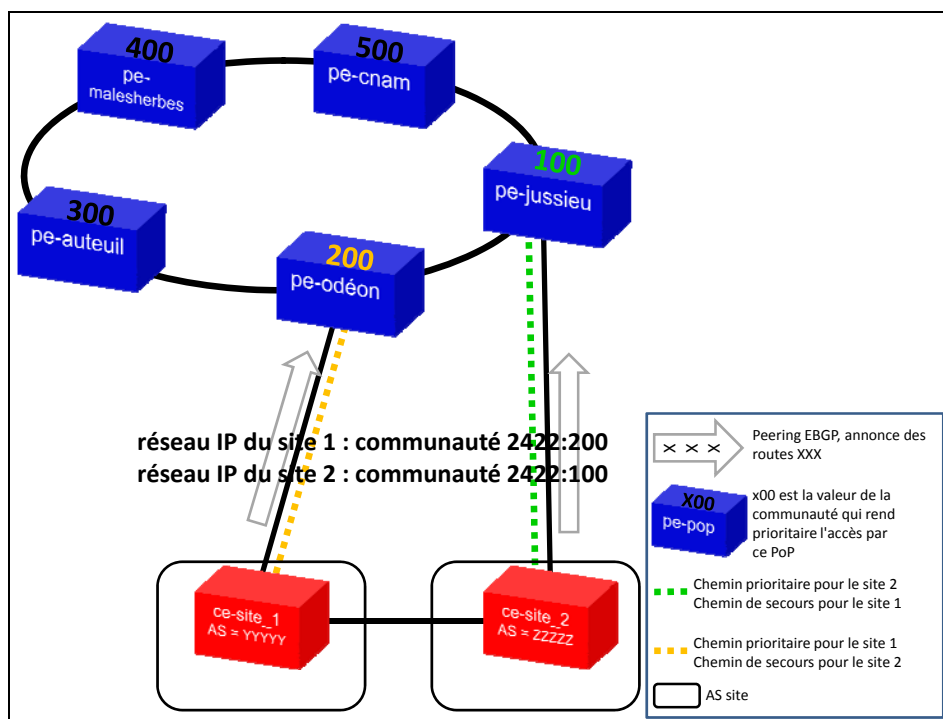 400
pe-
malesherbes
500
pe-cnam
100
pe-jussieu
300
pe-auteuil
200
pe-odéon
réseau IP du site 1 : communauté 2422:200
réseau IP du site 2 : communauté 2422:100
ce-site_1
AS = YYYYY
ce-site_2
AS = ZZZZZ
X X X
Peering EBGP, annonce des
routes XXX
X00
pe-pop
x00 est la valeur de la
communauté qui rend
prioritaire l'accès par
ce PoP
Chemin prioritaire pour le site 2
Chemin de secours pour le site 1
Chemin prioritaire pour le site 1
Chemin de secours pour le site 2
AS site